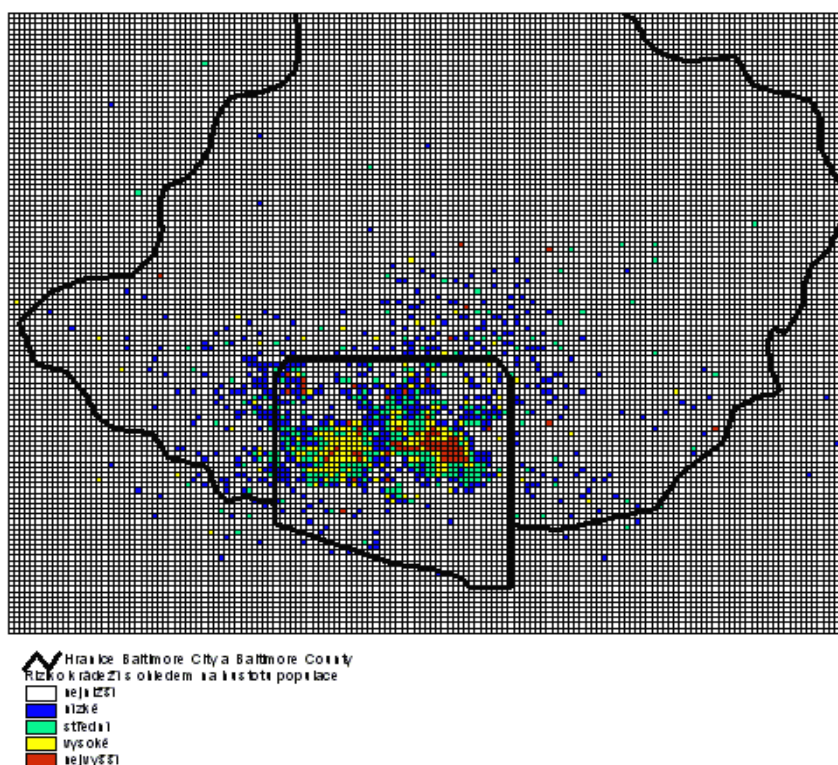 Hranice Baltimore City a Baltimore County
Riziko krádeží s ohledem na hustotu populace
nejnižší
nízké
střední
vysoké
nejvyšší